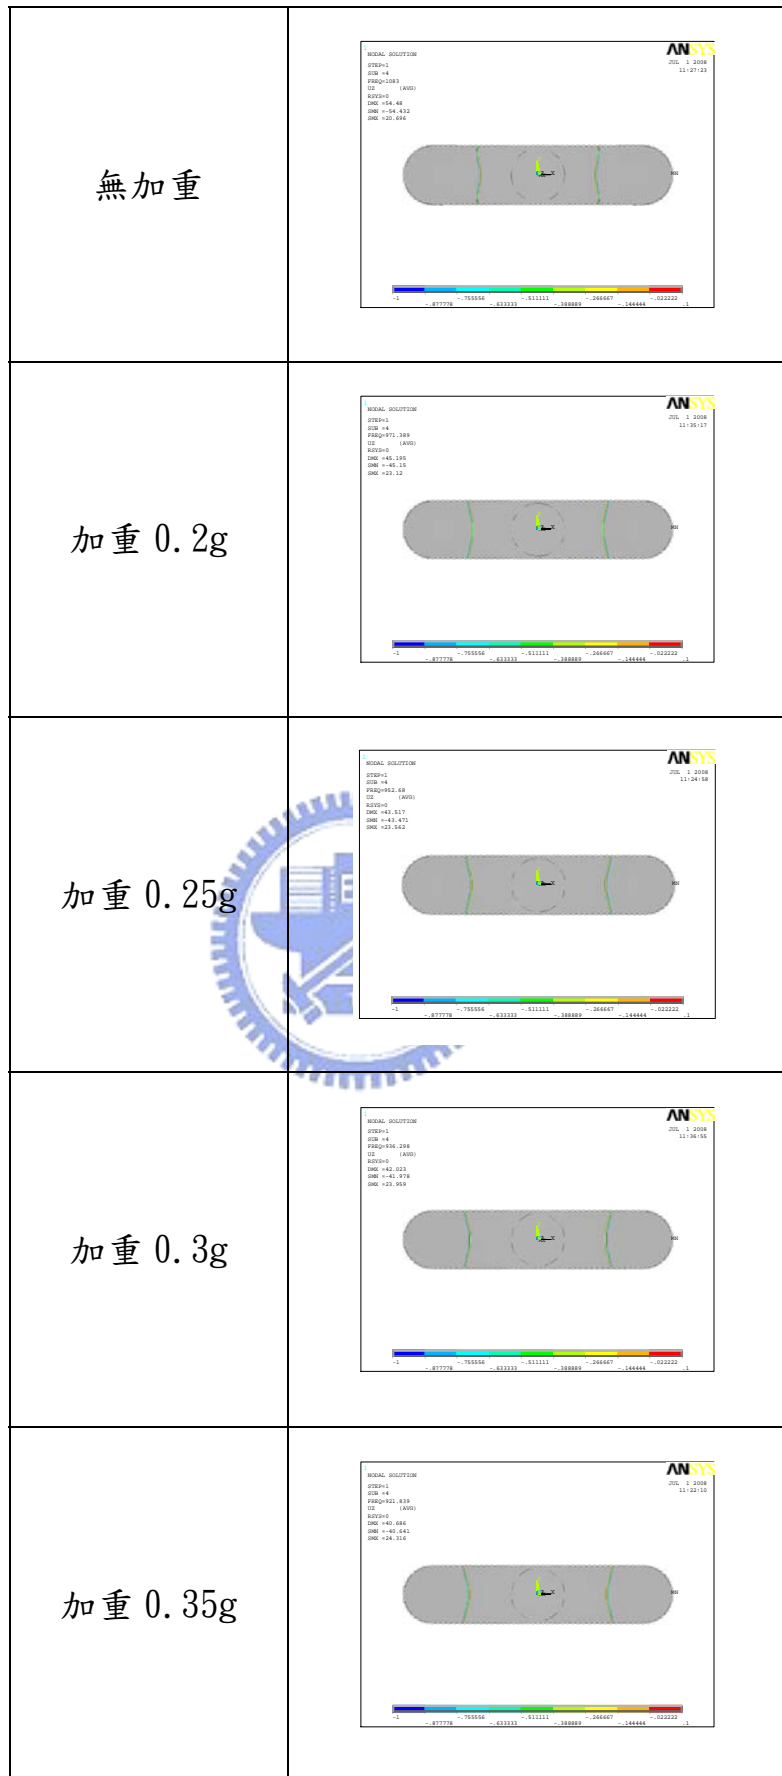 無加重
1
NODAL SOLUTION
STEP=1
SUB =4
FREQ=1083
UZ (AVG)
RSYS=0
DMX =54.48
SMN =-54.432
SMX =20.696
ANSYS
JUL 1 2008
11:27:23
X
MN
-1 -.755556 -.511111 -.266667 -.022222
-.877778 -.633333 -.388889 -.144444 .1
加重 0.2g
1
NODAL SOLUTION
STEP=1
SUB =4
FREQ=971.389
UZ (AVG)
RSYS=0
DMX =45.195
SMN =-45.15
SMX =23.12
ANSYS
JUL 1 2008
11:35:17
X
MN
-1 -.755556 -.511111 -.266667 -.022222
-.877778 -.633333 -.388889 -.144444 .1
加重 0.25g
1
NODAL SOLUTION
STEP=1
SUB =4
FREQ=952.68
UZ (AVG)
RSYS=0
DMX =43.517
SMN =-43.471
SMX =23.562
ANSYS
JUL 1 2008
11:24:58
X
MN
-1 -.755556 -.511111 -.266667 -.022222
-.877778 -.633333 -.388889 -.144444 .1
加重 0.3g
1
NODAL SOLUTION
STEP=1
SUB =4
FREQ=936.298
UZ (AVG)
RSYS=0
DMX =42.023
SMN =-41.978
SMX =23.959
ANSYS
JUL 1 2008
11:36:55
X
MN
-1 -.755556 -.511111 -.266667 -.022222
-.877778 -.633333 -.388889 -.144444 .1
加重 0.35g
1
NODAL SOLUTION
STEP=1
SUB =4
FREQ=921.839
UZ (AVG)
RSYS=0
DMX =40.686
SMN =-40.641
SMX =24.316
ANSYS
JUL 1 2008
11:22:10
X
MN
-1 -.755556 -.511111 -.266667 -.022222
-.877778 -.633333 -.388889 -.144444 .1